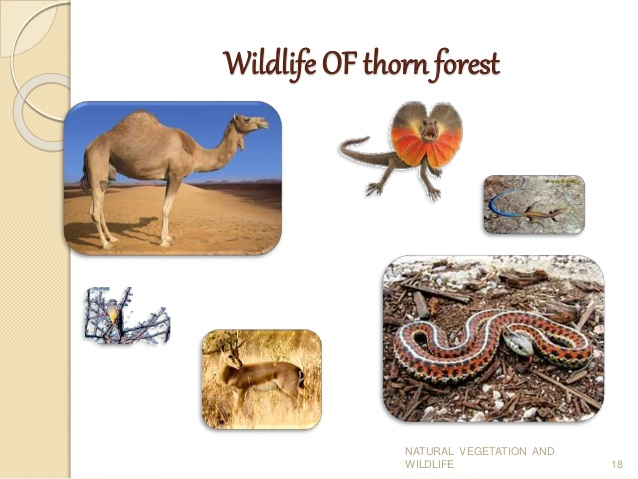 Wildlife OF thorn forest
NATURAL VEGETATION AND
WILDLIFE
18